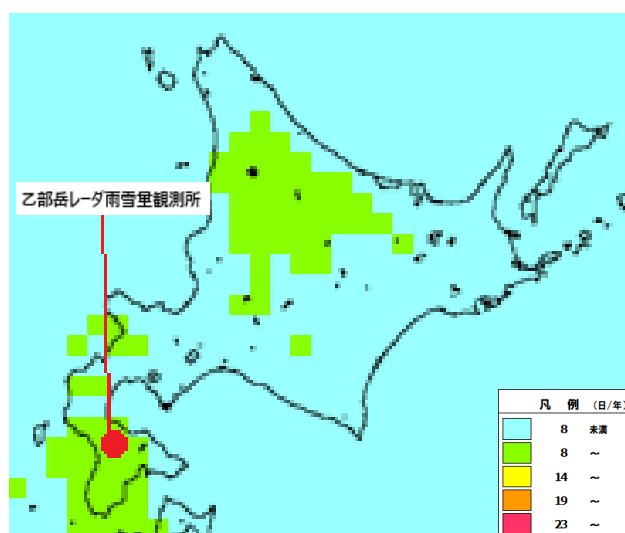 乙部岳レーダ雨雪量観測所
凡 例 (日/年)
8 未満
8 ～
14 ～
19 ～
23 ～